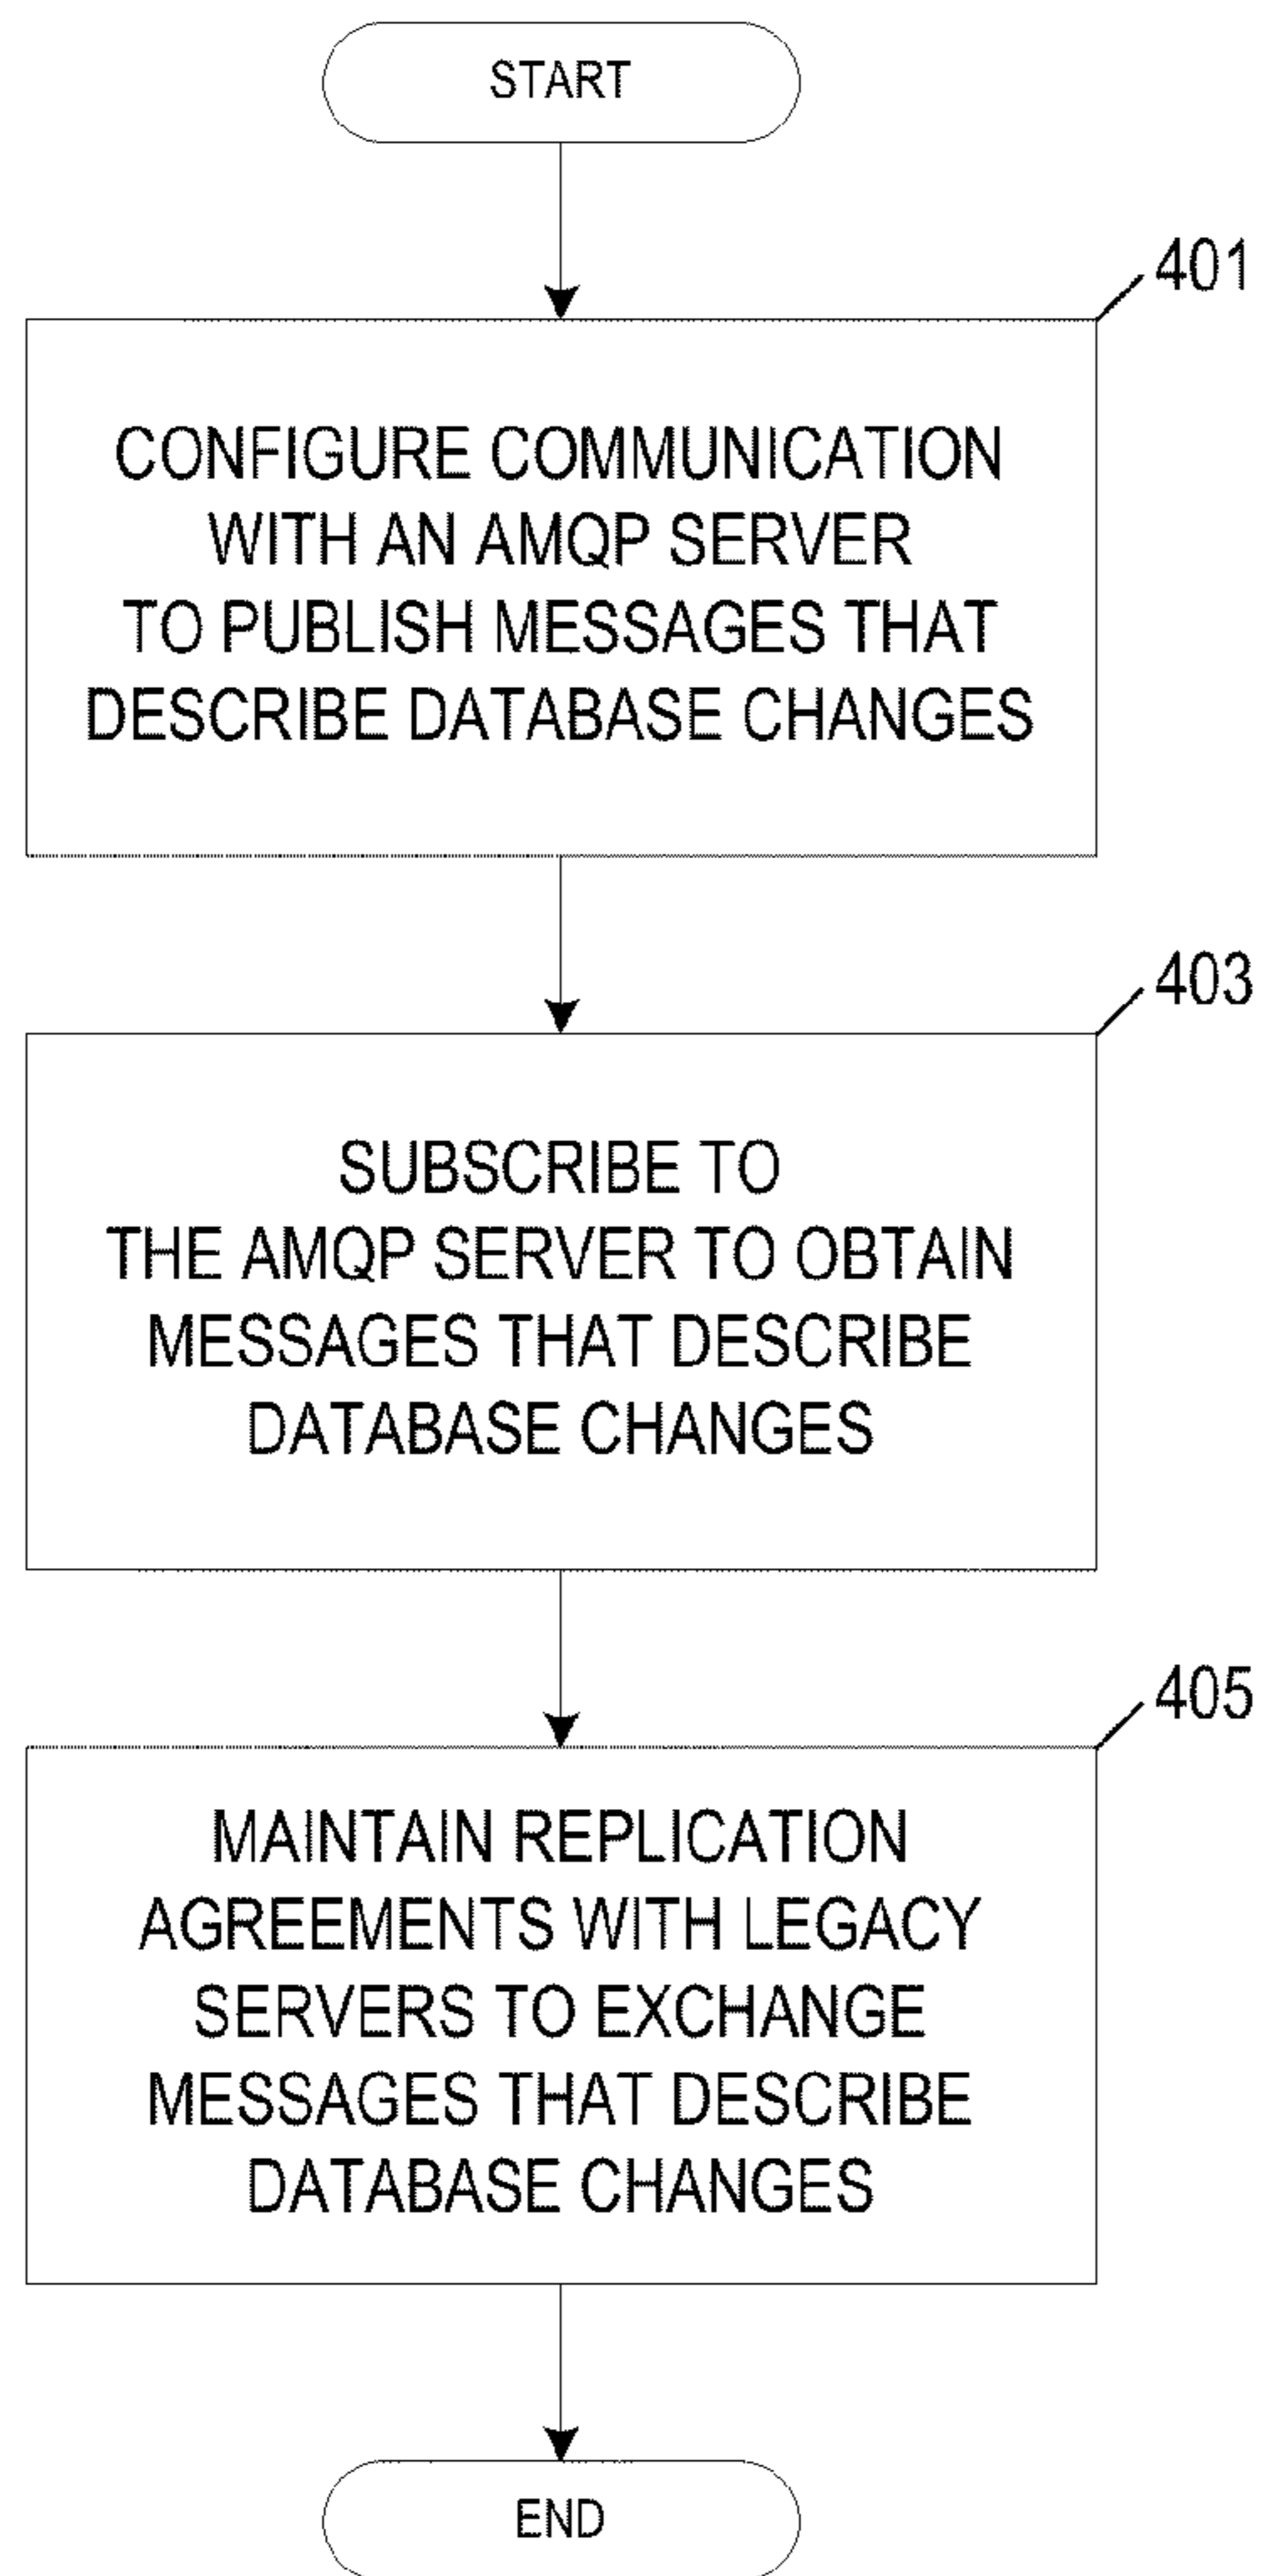 START
401
CONFIGURE COMMUNICATION
WITH AN AMQP SERVER
TO PUBLISH MESSAGES THAT
DESCRIBE DATABASE CHANGES
403
SUBSCRIBE TO
THE AMQP SERVER TO OBTAIN
MESSAGES THAT DESCRIBE
DATABASE CHANGES
405
MAINTAIN REPLICATION
AGREEMENTS WITH LEGACY
SERVERS TO EXCHANGE
MESSAGES THAT DESCRIBE
DATABASE CHANGES
END